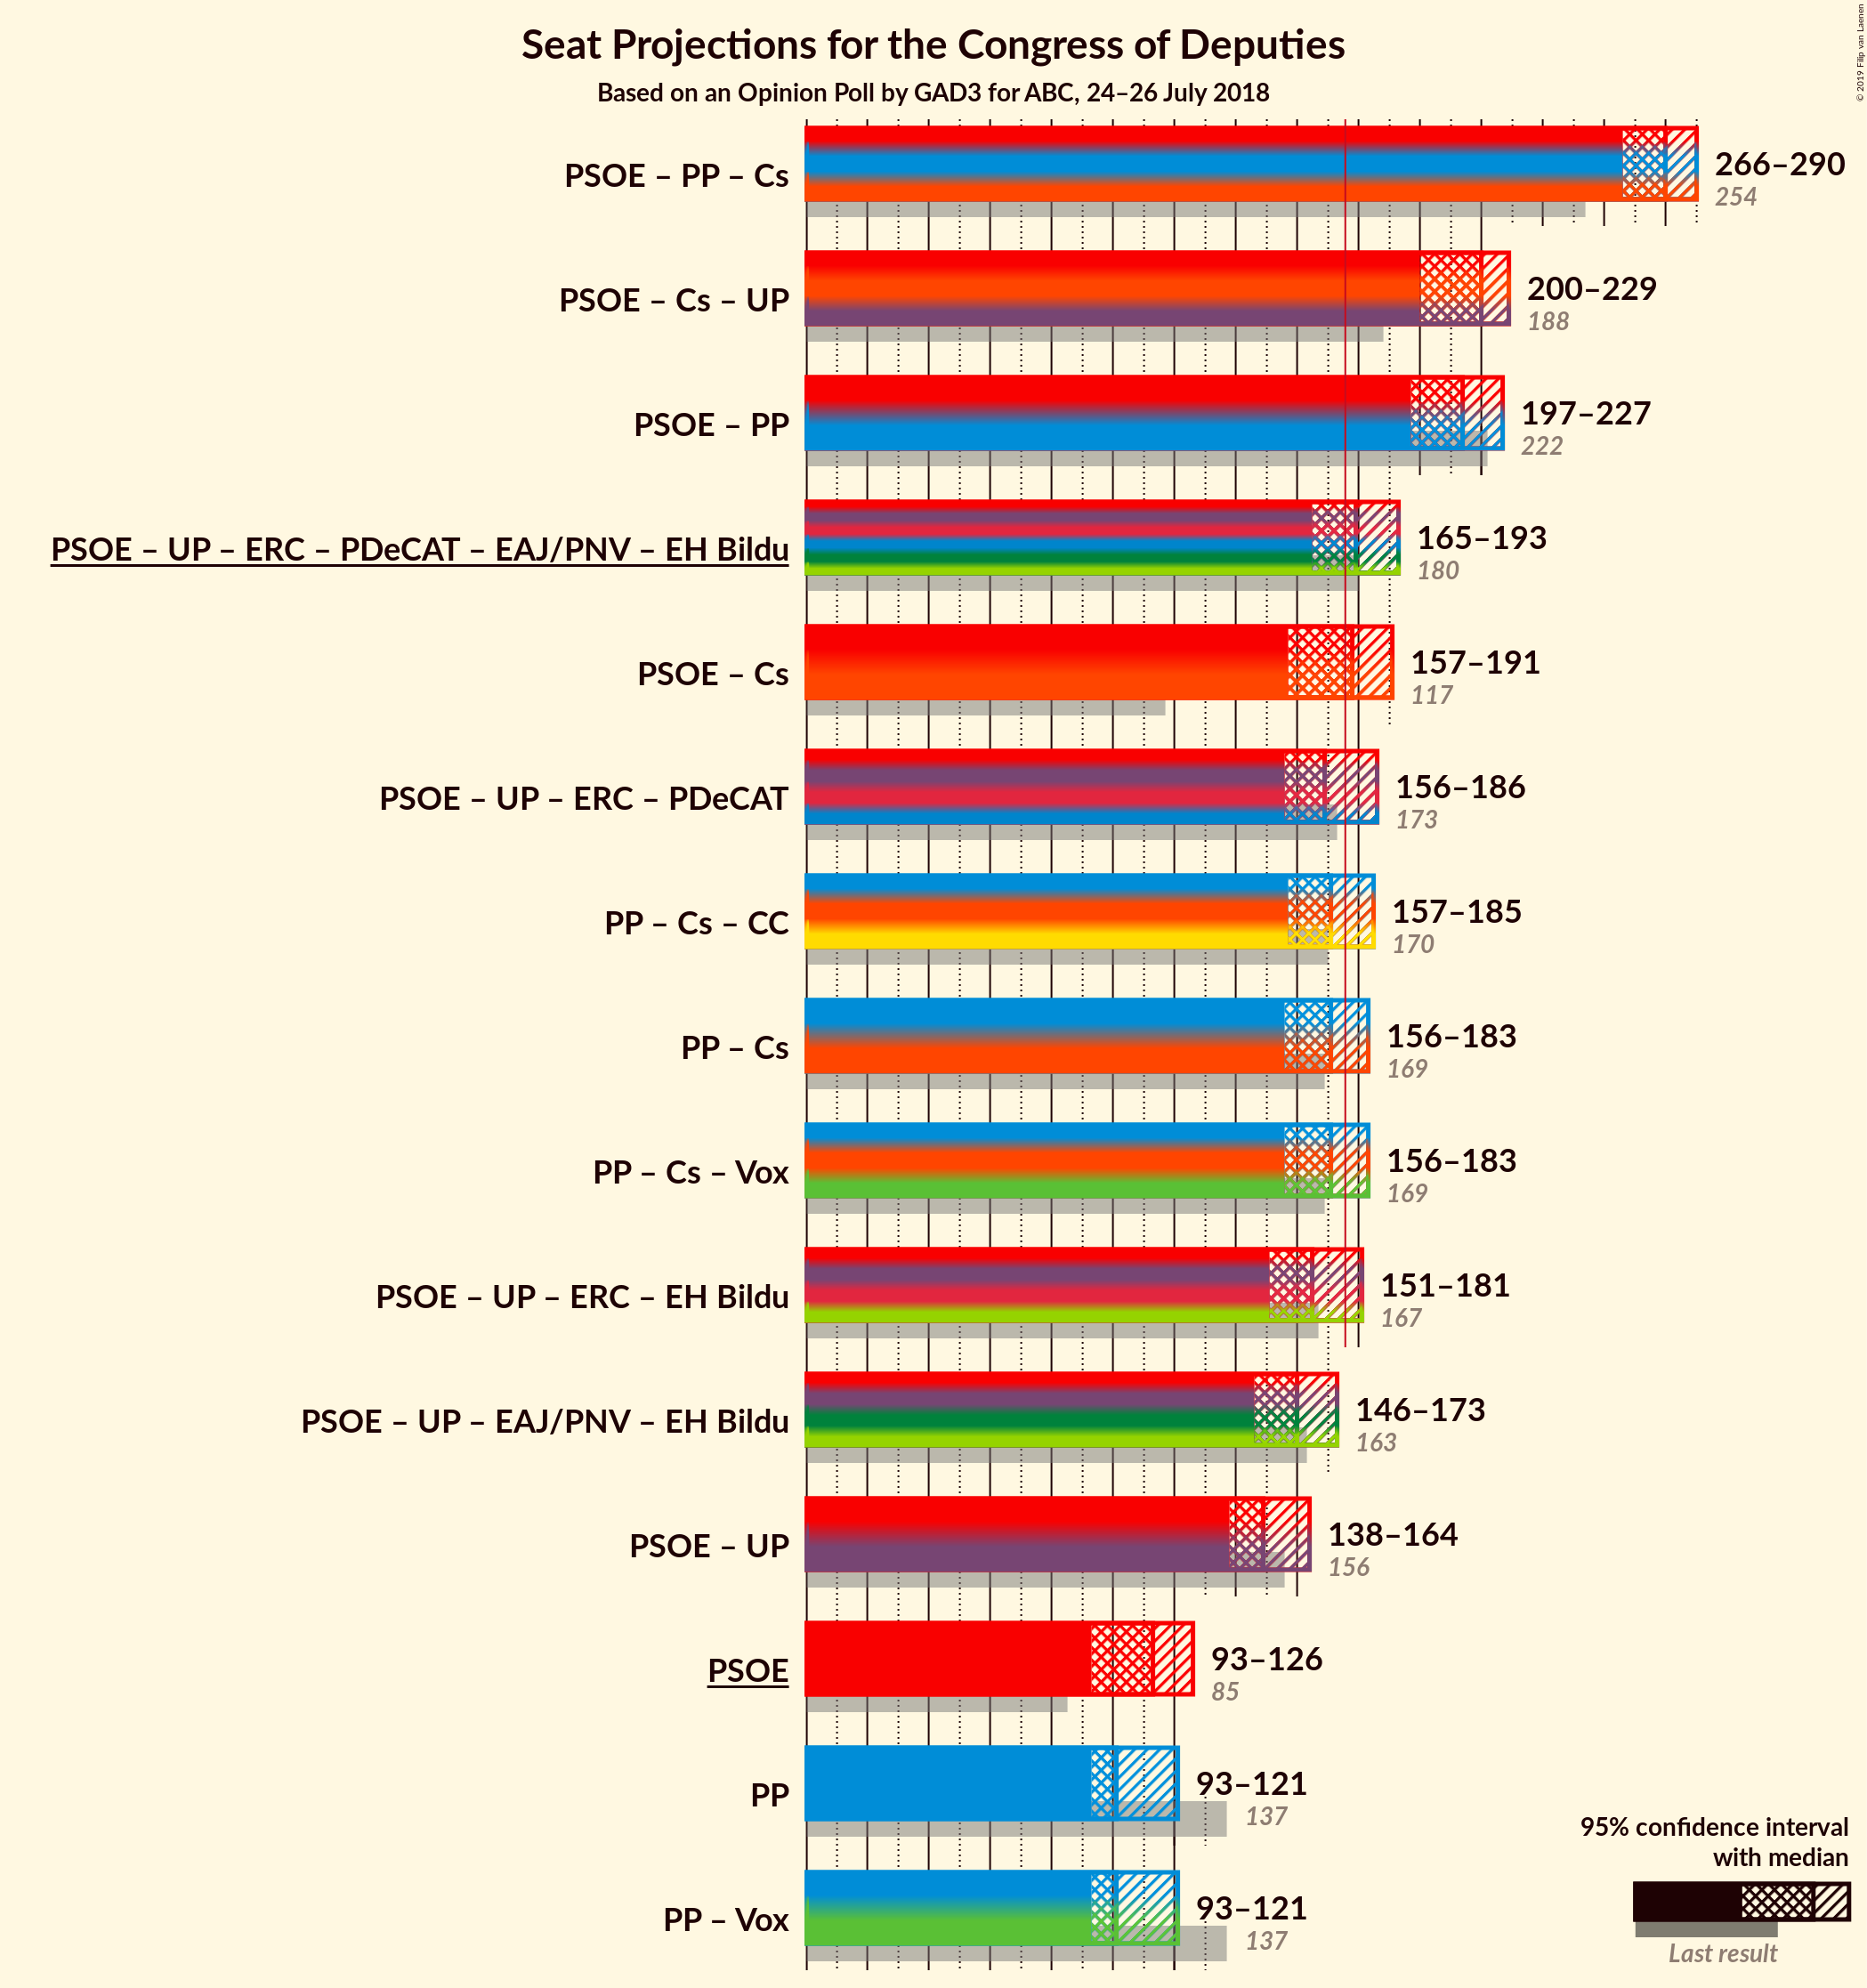 Seat Projections for the Congress of Deputies
Based on an Opinion Poll by GAD3 for ABC, 24–26 July 2018
© 2019 Filip van Laenen
PSOE – PP – Cs
266–290
254
PSOE – Cs – UP
200–229
188
PSOE – PP
197–227
222
PSOE – UP – ERC – PDeCAT – EAJ/PNV – EH Bildu
165–193
180
PSOE – Cs
157–191
117
PSOE – UP – ERC – PDeCAT
156–186
173
PP – Cs – CC
157–185
170
PP – Cs
156–183
169
PP – Cs – Vox
156–183
169
PSOE – UP – ERC – EH Bildu
151–181
167
PSOE – UP – EAJ/PNV – EH Bildu
146–173
163
PSOE – UP
138–164
156
PSOE
93–126
85
PP
93–121
137
PP – Vox
93–121
137
95% confidence interval
with median
Last result